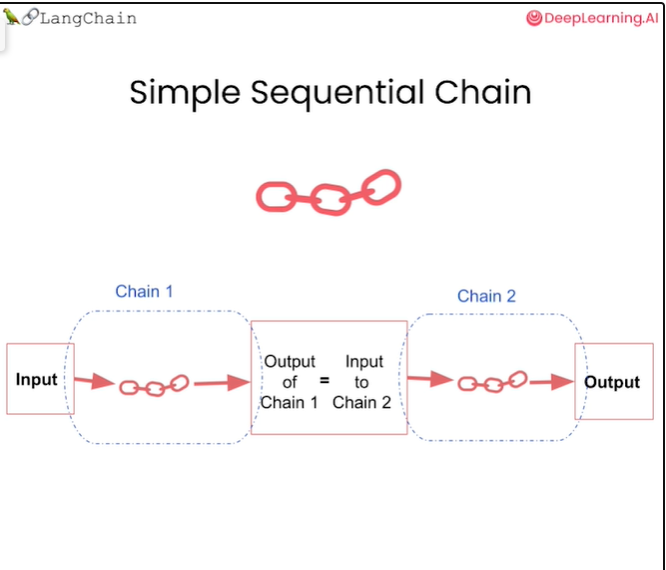 LangChain
DeepLearning.AI
Simple Sequential Chain
Chain 1
Chain 2
Input
Output Input
of = to
Chain 1 Chain 2
Output